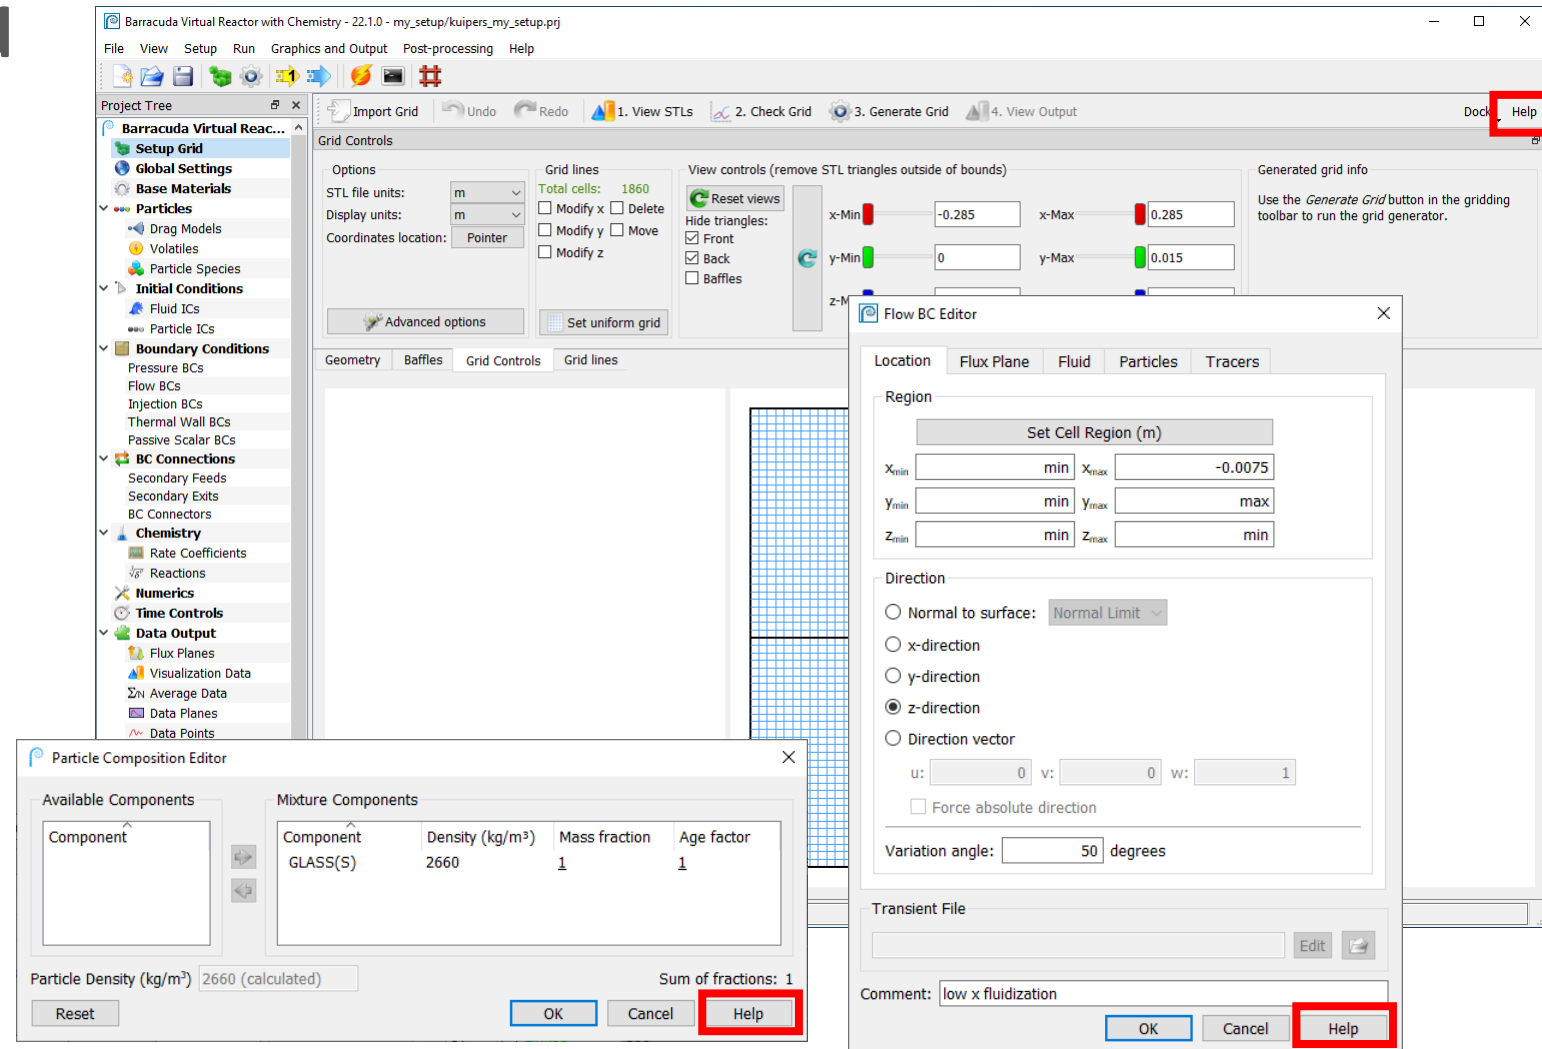 Barracuda Virtual Reactor with Chemistry - 22.1.0 - my_setup/kuipers_my_setup.prj
File View Setup Run Graphics and Output Post-processing Help
Project Tree
Import Grid Undo Redo 1. View STLs 2. Check Grid 3. Generate Grid 4. View Output Dock Help
Barracuda Virtual Reac...
Setup Grid
Global Settings
Base Materials
Particles
Drag Models
Volatiles
Particle Species
Initial Conditions
Fluid ICs
Particle ICs
Boundary Conditions
Pressure BCs
Flow BCs
Injection BCs
Thermal Wall BCs
Passive Scalar BCs
BC Connections
Secondary Feeds
Secondary Exits
BC Connectors
Chemistry
Rate Coefficients
Reactions
Numerics
Time Controls
Data Output
Flux Planes
Visualization Data
Average Data
Data Planes
Data Points
Grid Controls
Options
STL file units: m
Display units: m
Coordinates location: Pointer
Advanced options
Grid lines
Total cells: 1860
Modify x Delete
Modify y Move
Modify z
Set uniform grid
View controls (remove STL triangles outside of bounds)
Reset views
Hide triangles:
Front
Back
Baffles
x-Min -0.285 x-Max 0.285
y-Min 0 y-Max 0.015
Generated grid info
Use the Generate Grid button in the gridding
toolbar to run the grid generator.
Geometry Baffles Grid Controls Grid lines
Flow BC Editor
Location Flux Plane Fluid Particles Tracers
Region
Set Cell Region (m)
xmin min xmax -0.0075
ymin min ymax max
zmin min zmax min
Direction
Normal to surface: Normal Limit
x-direction
y-direction
z-direction
Direction vector
u: 0 v: 0 w: 1
Force absolute direction
Variation angle: 50 degrees
Transient File
Edit
Comment: low x fluidization
OK Cancel Help
Particle Composition Editor
Available Components
Component
Mixture Components
Component Density (kg/m³) Mass fraction Age factor
GLASS(S) 2660 1 1
Particle Density (kg/m³) 2660 (calculated) Sum of fractions: 1
Reset OK Cancel Help